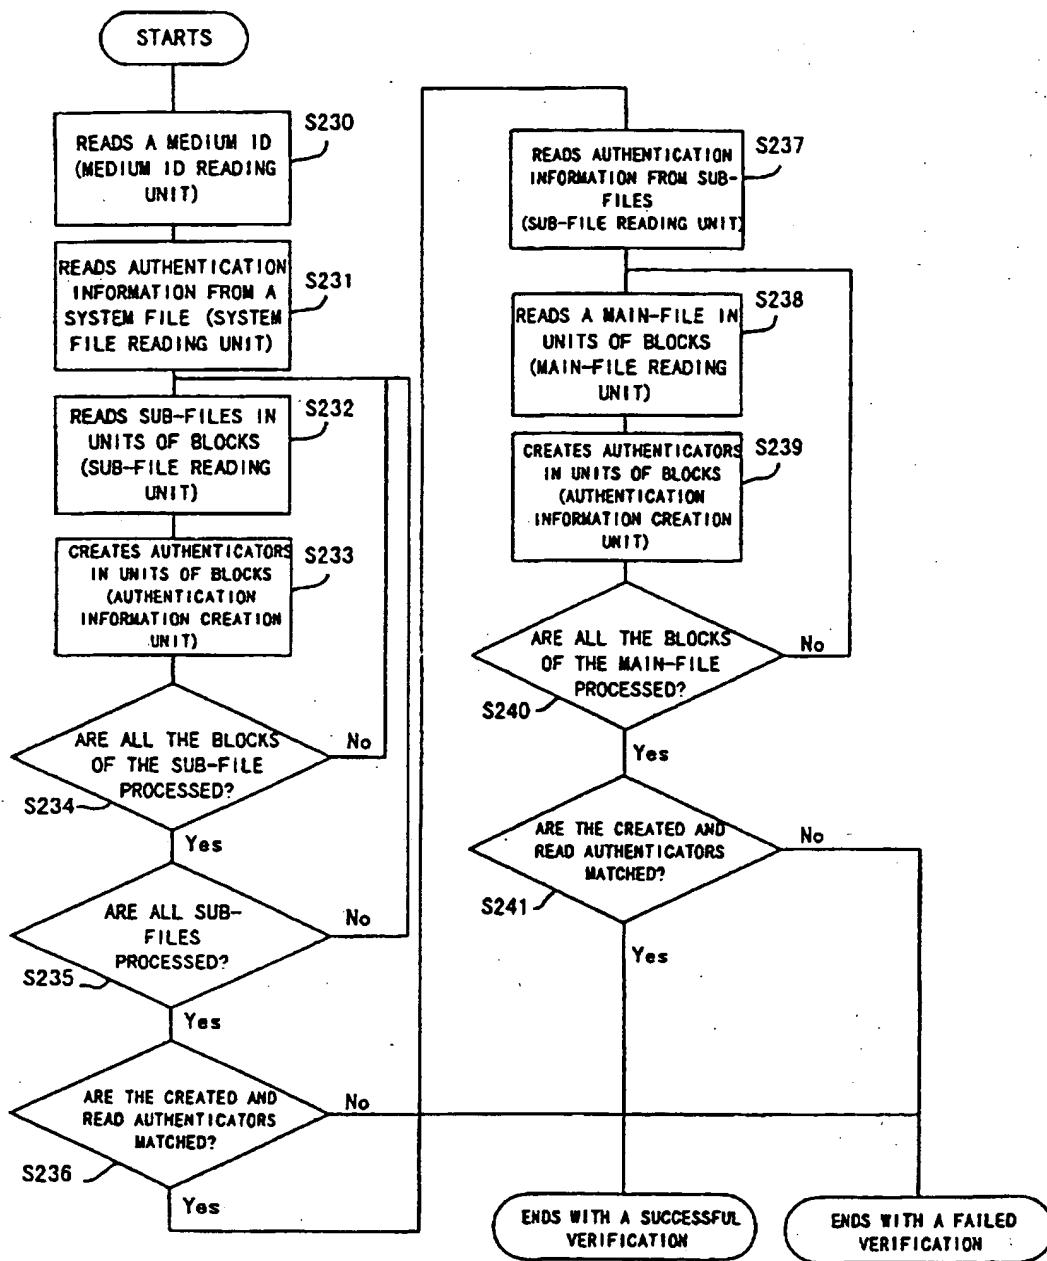 STARTS
S230
READS A MEDIUM ID
(MEDIUM ID READING
UNIT)
READS AUTHENTICATION
INFORMATION FROM A
SYSTEM FILE (SYSTEM
FILE READING UNIT)
S231
READS SUB-FILES IN
UNITS OF BLOCKS
(SUB-FILE READING
UNIT)
S232
CREATES AUTHENTICATORS
IN UNITS OF BLOCKS
(AUTHENTICATION
INFORMATION CREATION
UNIT)
S233
ARE ALL THE BLOCKS
OF THE SUB-FILE
PROCESSED?
No
S234
Yes
ARE ALL SUB-
FILES
PROCESSED?
No
S235
Yes
ARE THE CREATED AND
READ AUTHENTICATORS
MATCHED?
No
S236
Yes
READS AUTHENTICATION
INFORMATION FROM SUB-
FILES
(SUB-FILE READING UNIT)
S237
READS A MAIN-FILE IN
UNITS OF BLOCKS
(MAIN-FILE READING
UNIT)
S238
CREATES AUTHENTICATORS
IN UNITS OF BLOCKS
(AUTHENTICATION
INFORMATION CREATION
UNIT)
S239
ARE ALL THE BLOCKS
OF THE MAIN-FILE
PROCESSED?
No
S240
Yes
ARE THE CREATED AND
READ AUTHENTICATORS
MATCHED?
No
S241
Yes
ENDS WITH A SUCCESSFUL
VERIFICATION
ENDS WITH A FAILED
VERIFICATION